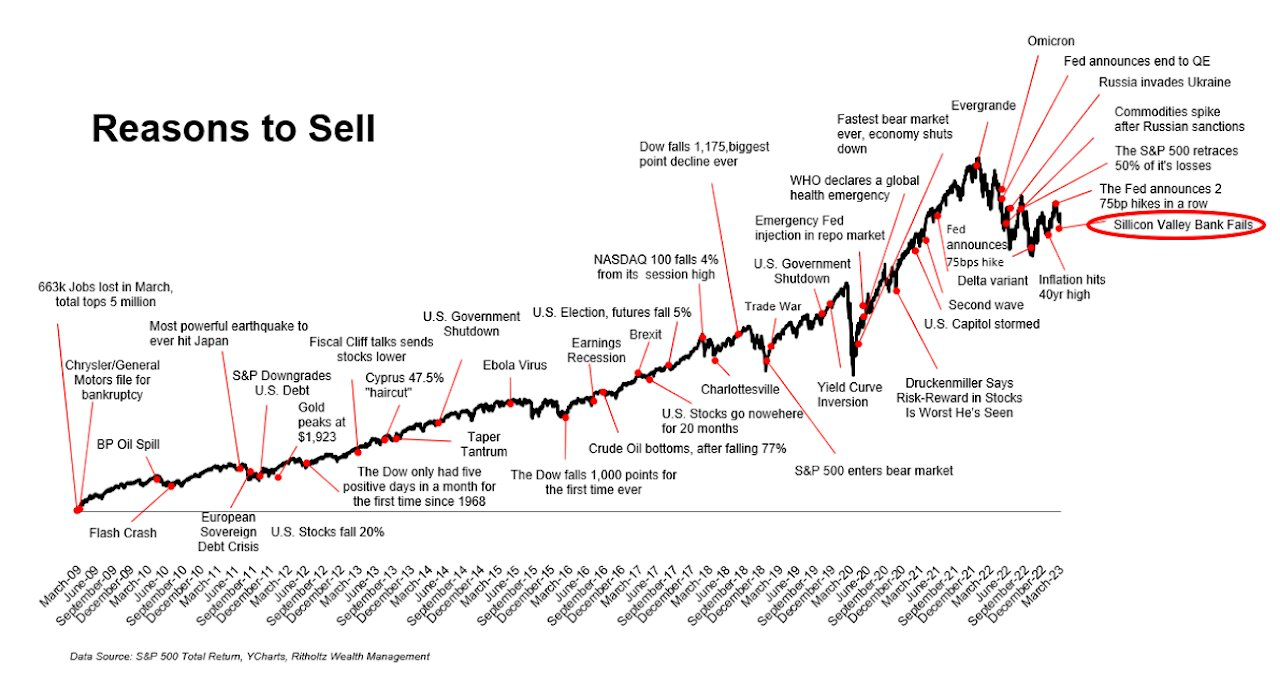 Reasons to Sell
663k Jobs lost in March,
total tops 5 million
Chrysler/General
Motors file for
bankruptcy
BP Oil Spill
Flash Crash
Most powerful earthquake to
ever hit Japan
European
Sovereign
Debt Crisis
S&P Downgrades
U.S. Debt
U.S. Stocks fall 20%
Gold
peaks at
$1,923
The Dow only had five
positive days in a month for
the first time since 1968
Fiscal Cliff talks sends
stocks lower
Cyprus 47.5%
"haircut"
Taper
Tantrum
U.S. Government
Shutdown
Ebola Virus
The Dow falls 1,000 points for
the first time ever
Earnings
Recession
Crude Oil bottoms, after falling 77%
U.S. Election, futures fall 5%
Brexit
U.S. Stocks go nowhere
for 20 months
NASDAQ 100 falls 4%
from its session high
Charlottesville
Dow falls 1,175,biggest
point decline ever
Trade War
S&P 500 enters bear market
U.S. Government
Shutdown
Yield Curve
Inversion
Emergency Fed
injection in repo market
WHO declares a global
health emergency
Fastest bear market
ever, economy shuts
down
Druckenmiller Says
Risk-Reward in Stocks
Is Worst He's Seen
U.S. Capitol stormed
Second wave
Delta variant
Fed
announces
75bps hike
Evergrande
Omicron
Fed announces end to QE
Russia invades Ukraine
Commodities spike
after Russian sanctions
The S&P 500 retraces
50% of it's losses
The Fed announces 2
75bp hikes in a row
Sillicon Valley Bank Fails
Inflation hits
40yr high
March-09
June-09
September-09
December-09
March-10
June-10
September-10
December-10
March-11
June-11
September-11
December-11
March-12
June-12
September-12
December-12
March-13
June-13
September-13
December-13
March-14
June-14
September-14
December-14
March-15
June-15
September-15
December-15
March-16
June-16
September-16
December-16
March-17
June-17
September-17
December-17
March-18
June-18
September-18
December-18
March-19
June-19
September-19
December-19
March-20
June-20
September-20
December-20
March-21
June-21
September-21
December-21
March-22
June-22
September-22
December-22
March-23
Data Source: S&P 500 Total Return, YCharts, Ritholtz Wealth Management